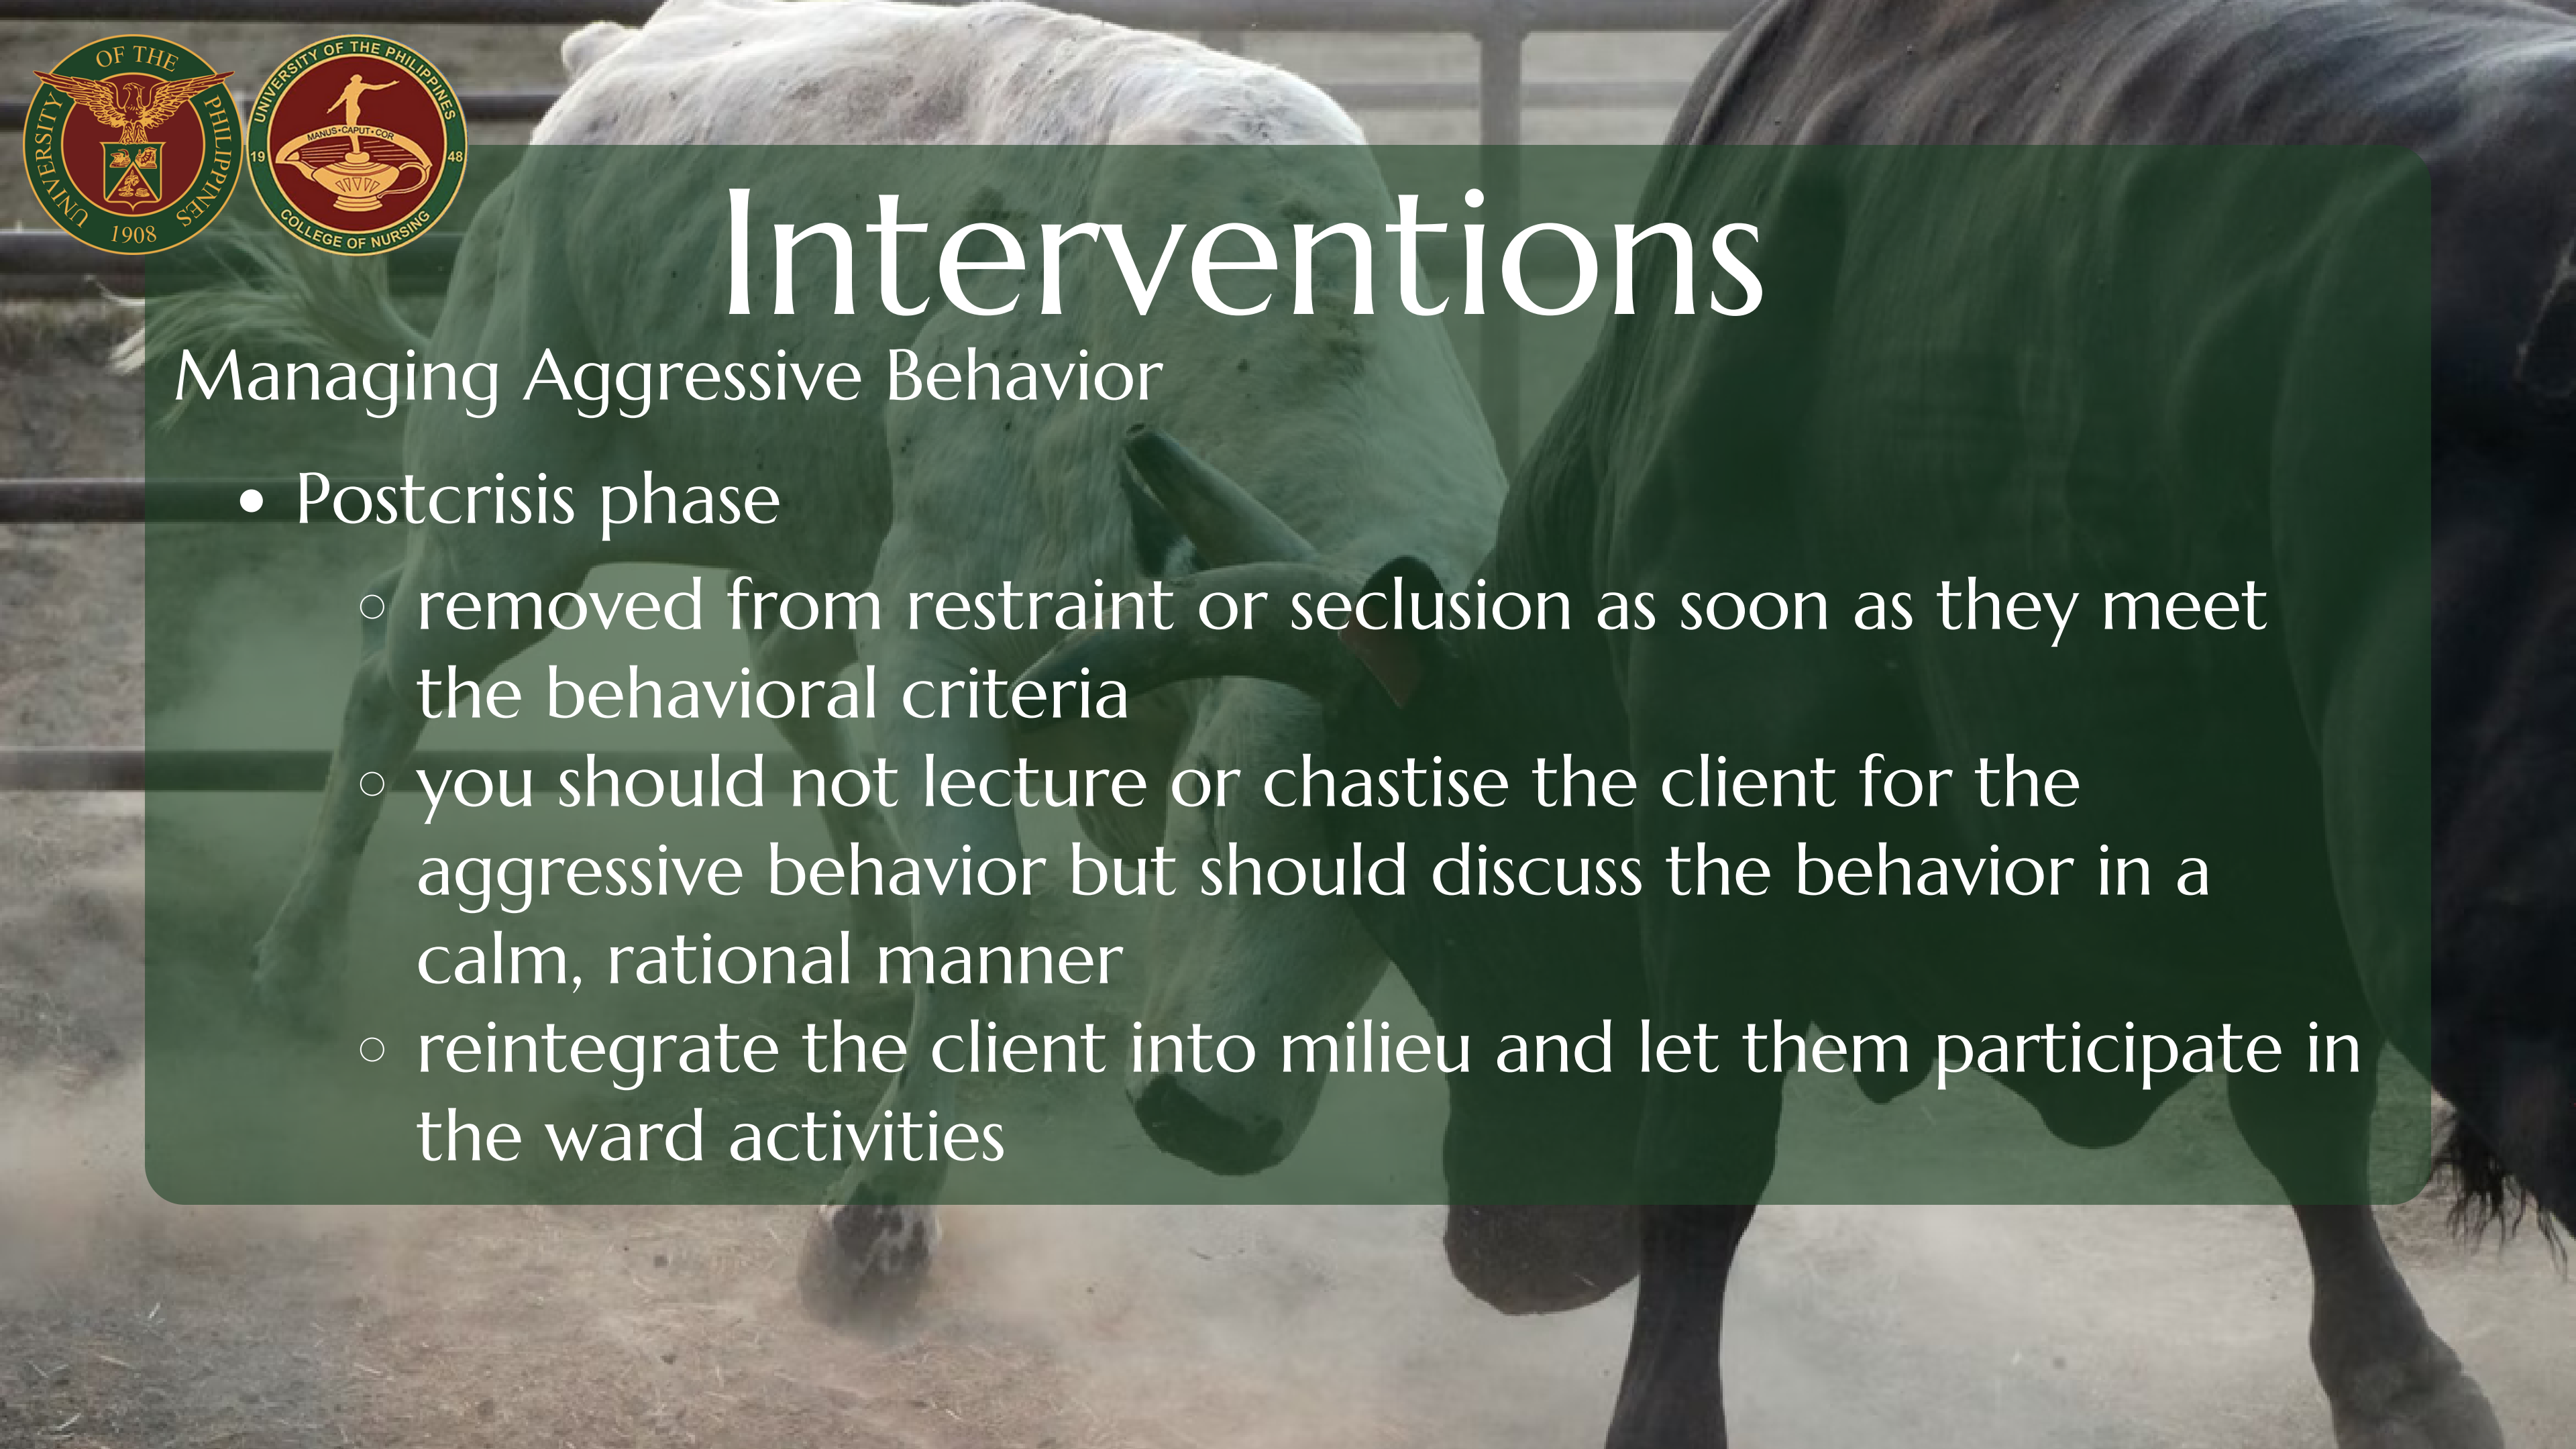 UNIVERSITY OF THE PHILIPPINES
1908
UNIVERSITY OF THE PHILIPPINES
MANUS•CAPUT•COR
19 48
COLLEGE OF NURSING
Interventions
Managing Aggressive Behavior
• Postcrisis phase
○ removed from restraint or seclusion as soon as they meet
the behavioral criteria
○ you should not lecture or chastise the client for the
aggressive behavior but should discuss the behavior in a
calm, rational manner
○ reintegrate the client into milieu and let them participate in
the ward activities